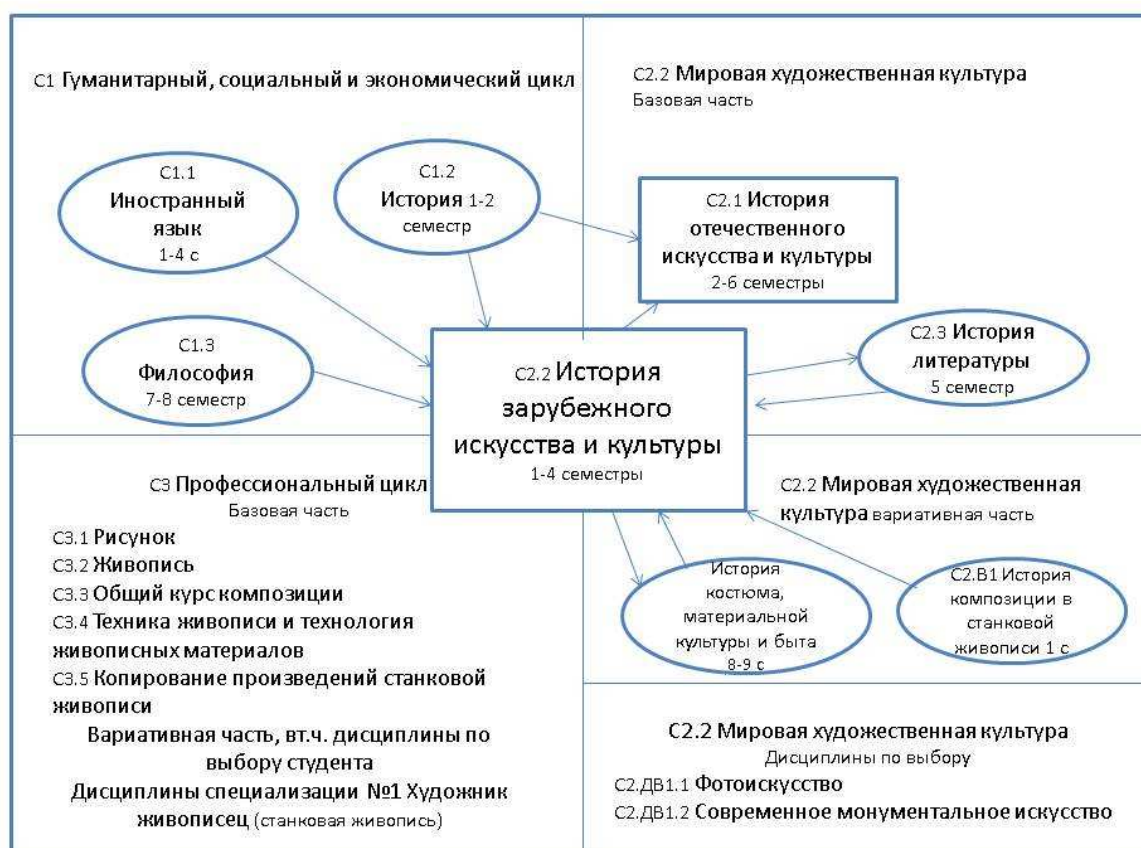 С1 Гуманитарный, социальный и экономический цикл
С1.1
Иностранный
язык
1-4 с
С1.2
История 1-2
семестр
С1.3
Философия
7-8 семестр
С2.2 Мировая художественная культура
Базовая часть
С2.1 История
отечественного
искусства и культуры
2-6 семестры
С2.3 История
литературы
5 семестр
С2.2 История
зарубежного
искусства и культуры
1-4 семестры
С3 Профессиональный цикл
Базовая часть
С3.1 Рисунок
С3.2 Живопись
С3.3 Общий курс композиции
С3.4 Техника живописи и технология
живописных материалов
С3.5 Копирование произведений станковой
живописи
Вариативная часть, вт.ч. дисциплины по
выбору студента
Дисциплины специализации №1 Художник
живописец (станковая живопись)
С2.2 Мировая художественная
культура вариативная часть
История
костюма,
материальной
культуры и быта
8-9 с
С2.В1 История
композиции в
станковой
живописи 1 с
С2.2 Мировая художественная культура
Дисциплины по выбору
С2.ДВ1.1 Фотоискусство
С2.ДВ1.2 Современное монументальное искусство